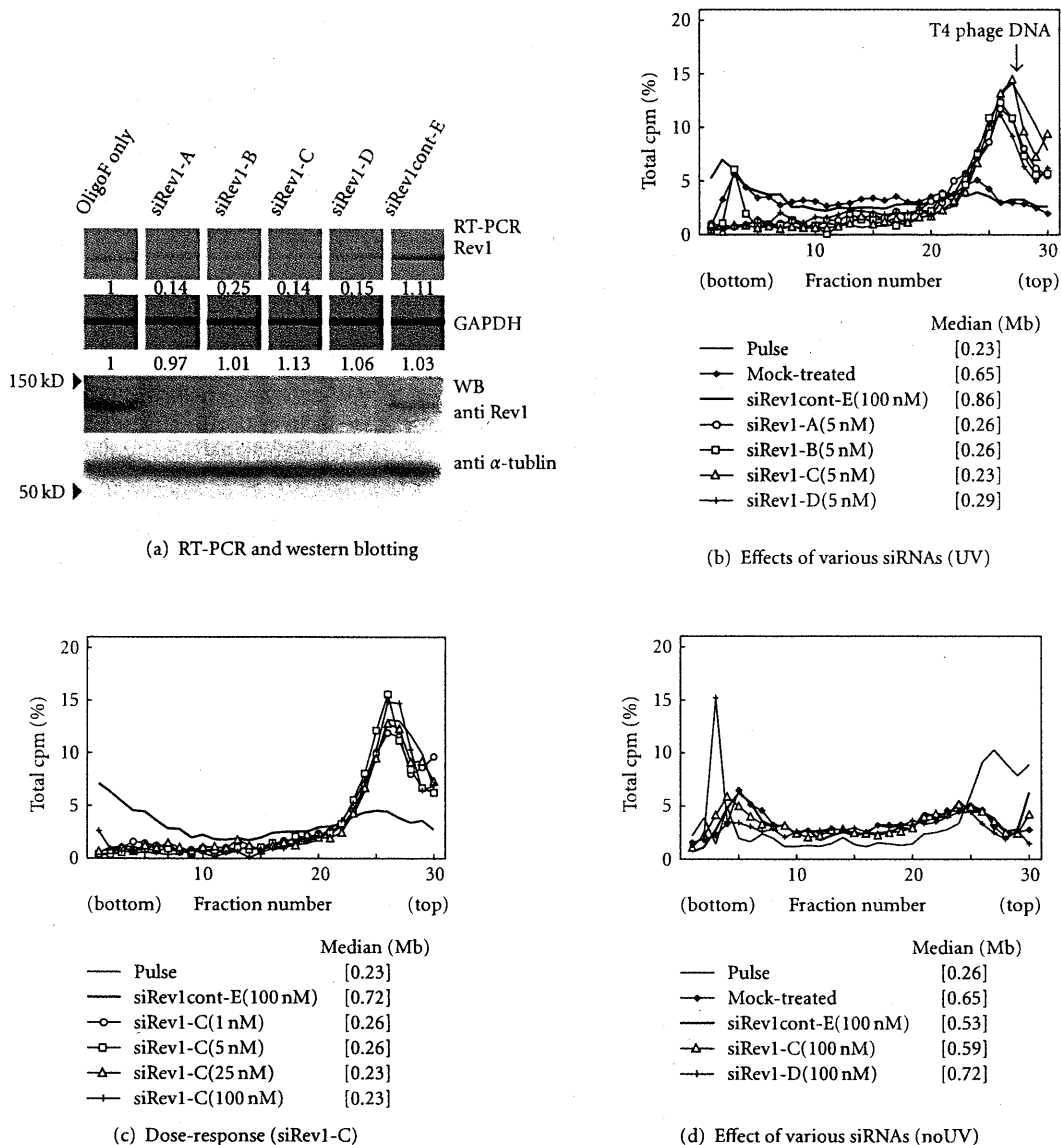 OligoF only
siRev1-A
siRev1-B
siRev1-C
siRev1-D
siRev1cont-E
RT-PCR
Rev1
1 0.14 0.25 0.14 0.15 1.11
GAPDH
1 0.97 1.01 1.13 1.06 1.03
150 kD
WB
anti Rev1
anti α-tublin
50 kD
(a) RT-PCR and western blotting
T4 phage DNA
Total cpm (%)
20
15
10
5
0
10 20 30
(bottom) Fraction number (top)
Median (Mb)
Pulse [0.23]
Mock-treated [0.65]
siRev1cont-E(100 nM) [0.86]
siRev1-A(5 nM) [0.26]
siRev1-B(5 nM) [0.26]
siRev1-C(5 nM) [0.23]
siRev1-D(5 nM) [0.29]
(b) Effects of various siRNAs (UV)
Total cpm (%)
20
15
10
5
0
10 20 30
(bottom) Fraction number (top)
Median (Mb)
Pulse [0.23]
siRev1cont-E(100 nM) [0.72]
siRev1-C(1 nM) [0.26]
siRev1-C(5 nM) [0.26]
siRev1-C(25 nM) [0.23]
siRev1-C(100 nM) [0.23]
(c) Dose-response (siRev1-C)
Total cpm (%)
20
15
10
5
0
10 20 30
(bottom) Fraction number (top)
Median (Mb)
Pulse [0.26]
Mock-treated [0.65]
siRev1cont-E(100 nM) [0.53]
siRev1-C(100 nM) [0.59]
siRev1-D(100 nM) [0.72]
(d) Effect of various siRNAs (noUV)